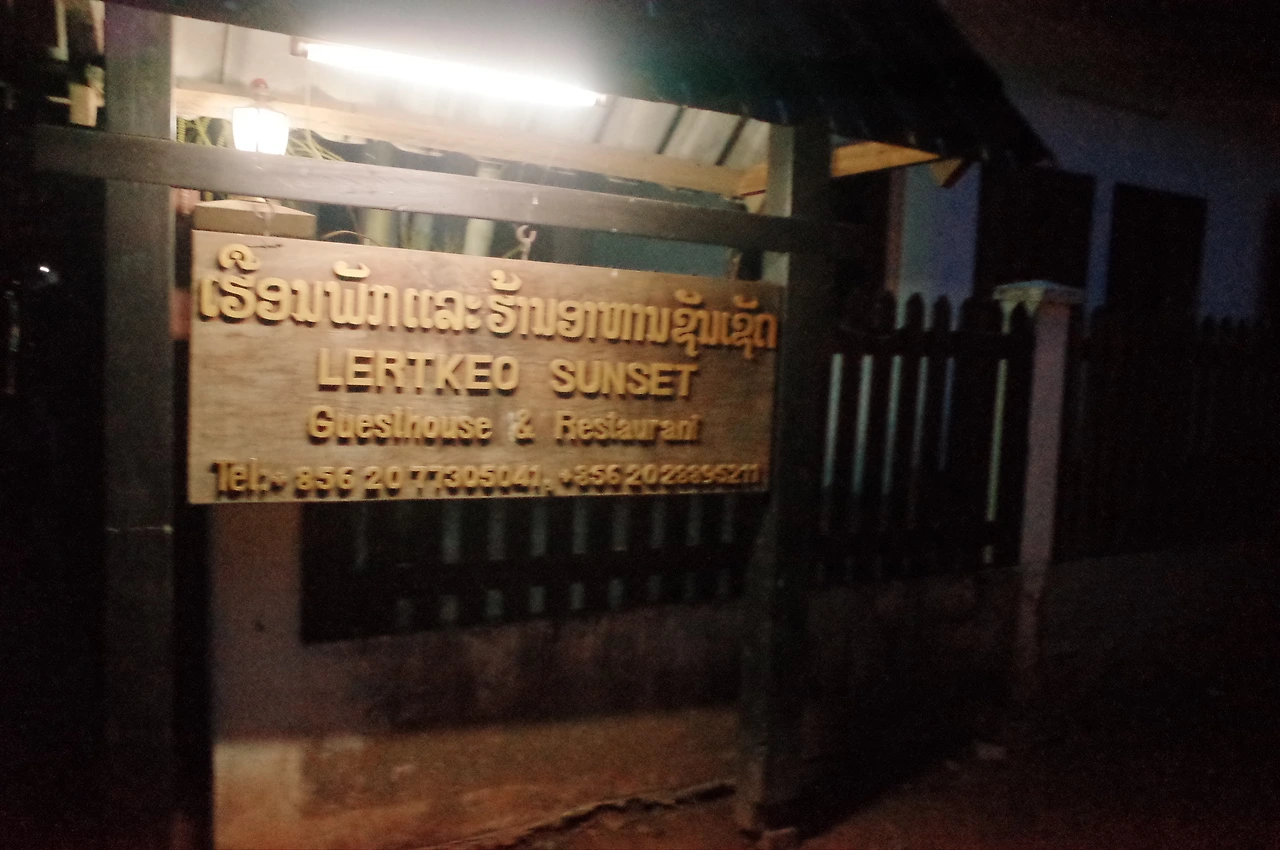 ເຮືອນພັກແລະຮ້ານອາຫານຊັນເຊັດ
LERTKEO SUNSET
Guesthouse & Restaurant
Tel:+ 856 20 77305041, +856 20 28895211